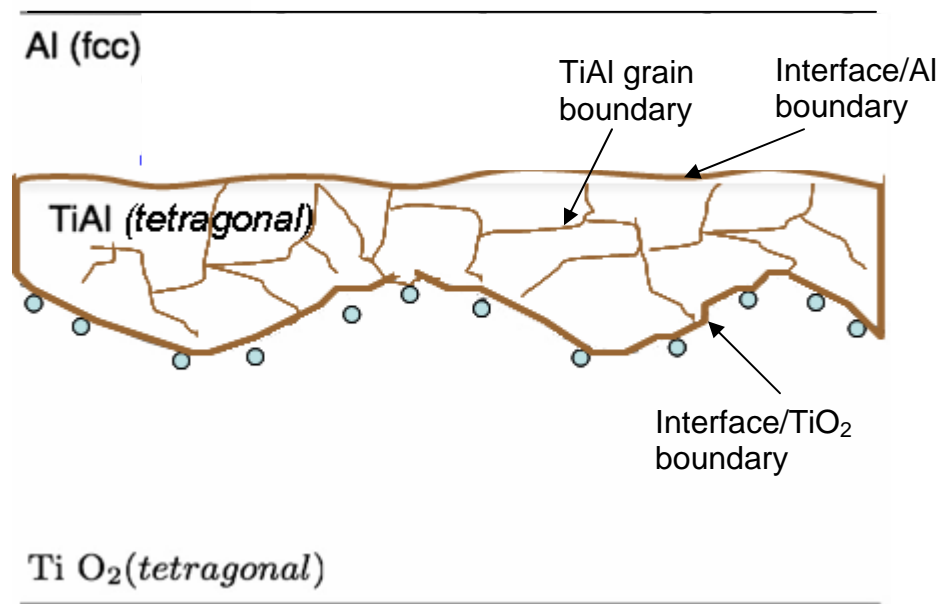 Al (fcc)
TiAl grain
boundary
Interface/Al
boundary
TiAl (tetragonal)
Interface/TiO₂
boundary
Ti O₂(tetragonal)